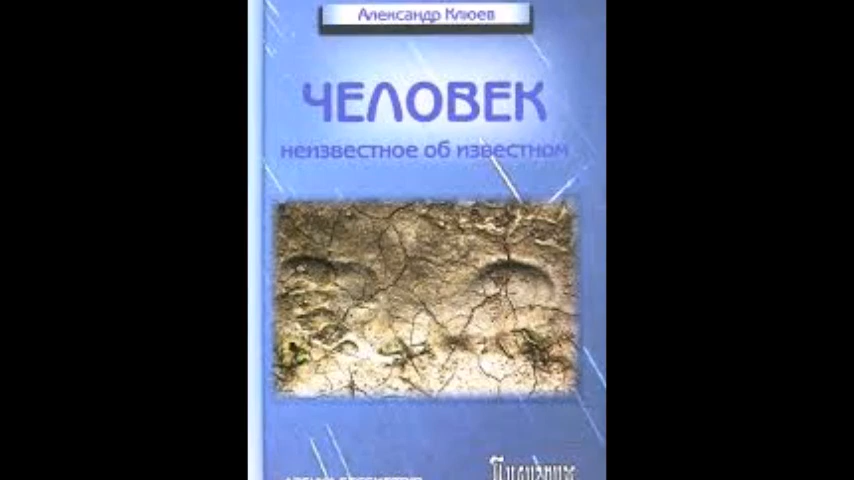 Александр Клюев
ЧЕЛОВЕК
неизвестное об известном